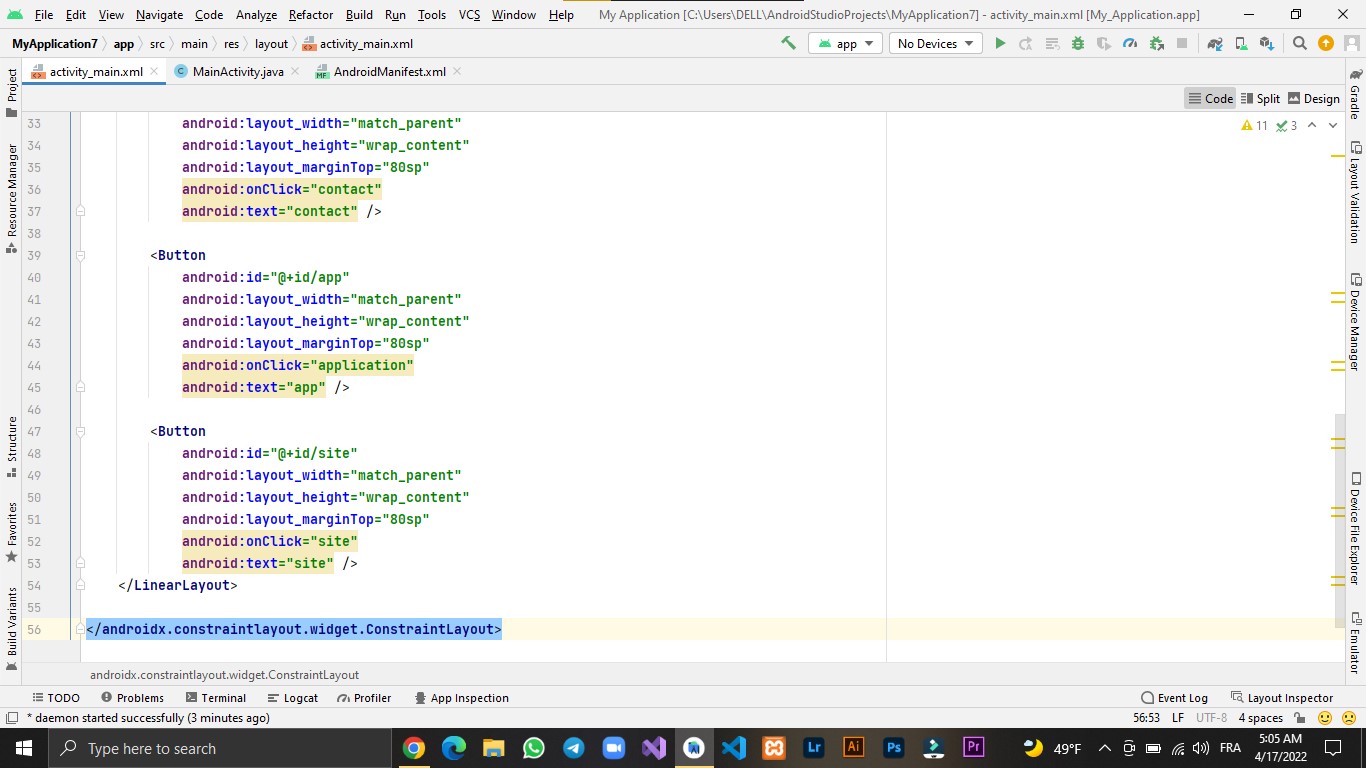 File Edit View Navigate Code Analyze Refactor Build Run Tools VCS Window Help My Application [C:\Users\DELL\AndroidStudioProjects\MyApplication7] - activity_main.xml [My_Application.app]
MyApplication7 app src main res layout activity_main.xml app No Devices
activity_main.xml MainActivity.java AndroidManifest.xml
Code Split Design
11 3
33 android:layout_width="match_parent"
34 android:layout_height="wrap_content"
35 android:layout_marginTop="80sp"
36 android:onClick="contact"
37 android:text="contact" />
38
39 <Button
40 android:id="@+id/app"
41 android:layout_width="match_parent"
42 android:layout_height="wrap_content"
43 android:layout_marginTop="80sp"
44 android:onClick="application"
45 android:text="app" />
46
47 <Button
48 android:id="@+id/site"
49 android:layout_width="match_parent"
50 android:layout_height="wrap_content"
51 android:layout_marginTop="80sp"
52 android:onClick="site"
53 android:text="site" />
54 </LinearLayout>
55
56 </androidx.constraintlayout.widget.ConstraintLayout>
androidx.constraintlayout.widget.ConstraintLayout
Project
Resource Manager
Structure
Favorites
Build Variants
Gradle
Layout Validation
Device Manager
Device File Explorer
Emulator
TODO Problems Terminal Logcat Profiler App Inspection Event Log Layout Inspector
* daemon started successfully (3 minutes ago) 56:53 LF UTF-8 4 spaces
Type here to search Lr Ai Ps Pr 49°F FRA 5:05 AM
4/17/2022